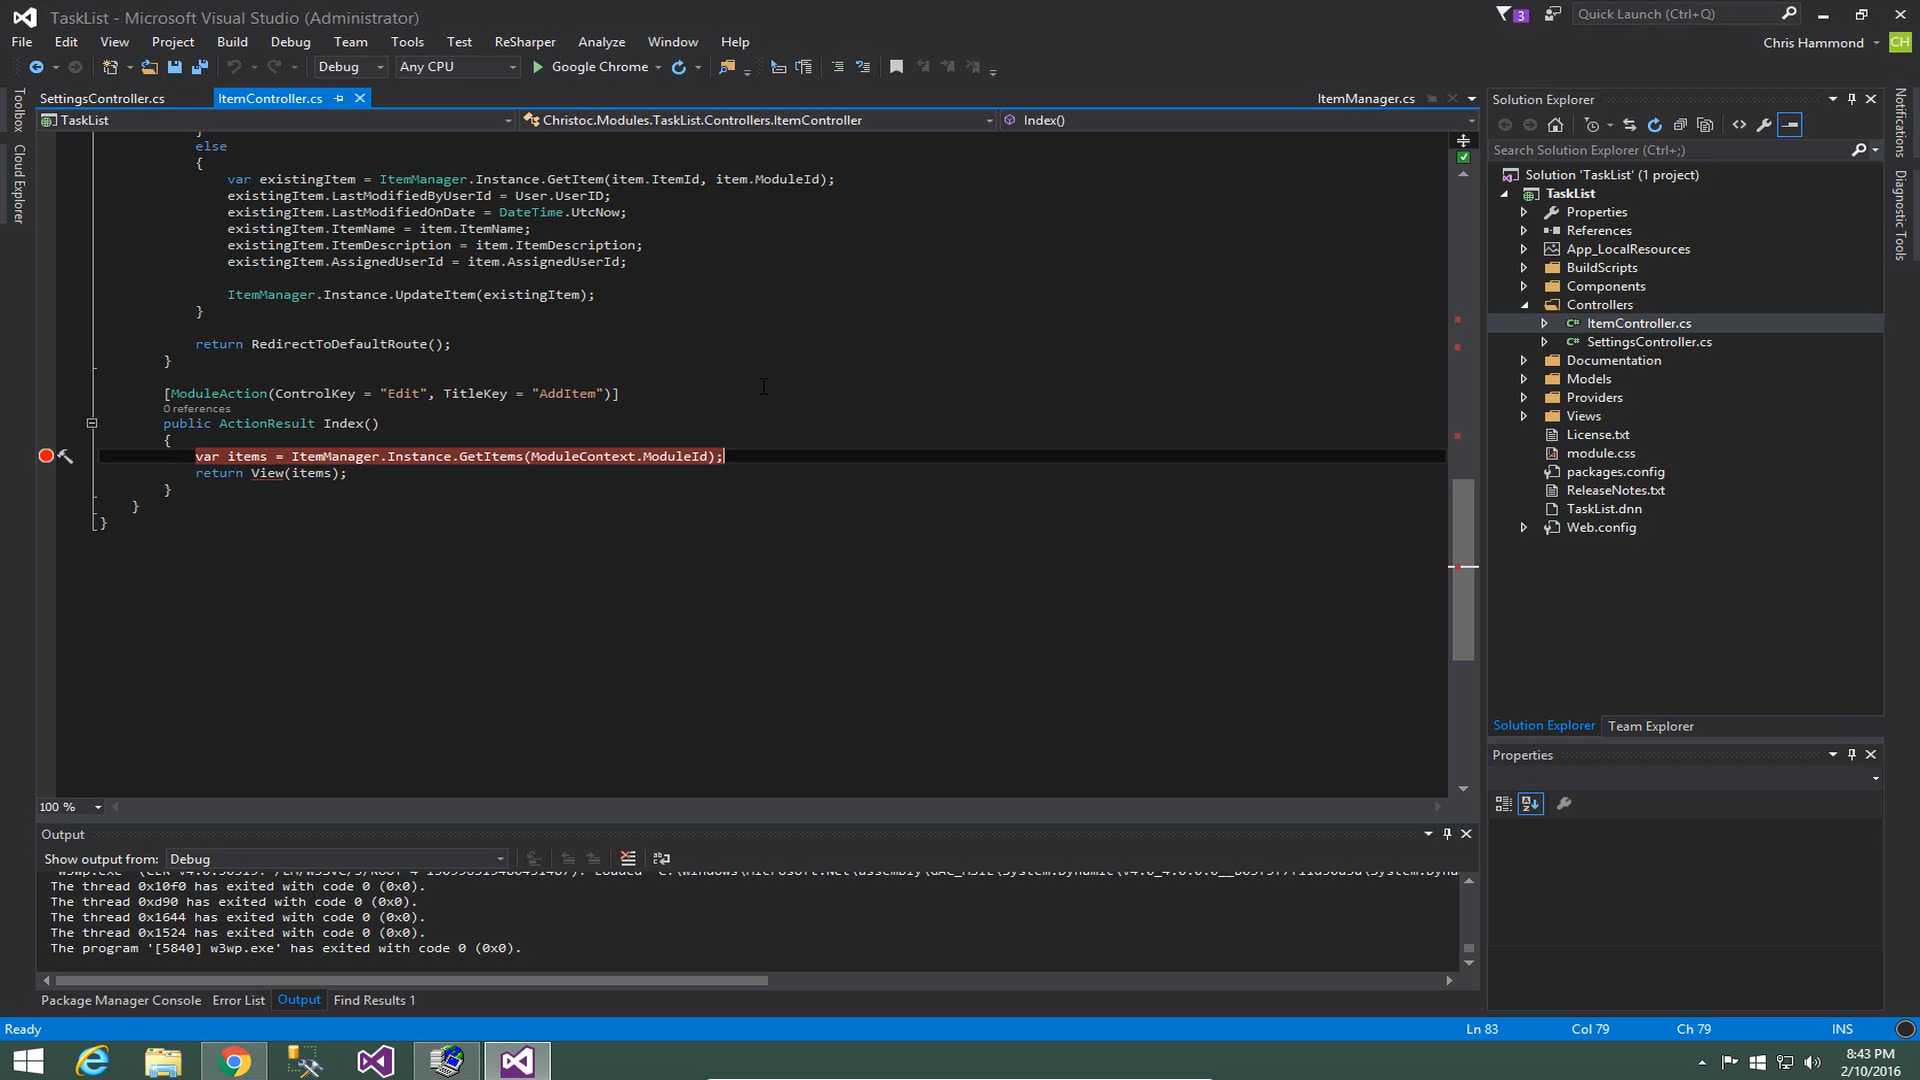 TaskList - Microsoft Visual Studio (Administrator)
3
Quick Launch (Ctrl+Q)
File Edit View Project Build Debug Team Tools Test ReSharper Analyze Window Help
Chris Hammond CH
Debug Any CPU Google Chrome
SettingsController.cs ItemController.cs ItemManager.cs
TaskList Christoc.Modules.TaskList.Controllers.ItemController Index()
Toolbox
Cloud Explorer
}
else
{
var existingItem = ItemManager.Instance.GetItem(item.ItemId, item.ModuleId);
existingItem.LastModifiedByUserId = User.UserID;
existingItem.LastModifiedOnDate = DateTime.UtcNow;
existingItem.ItemName = item.ItemName;
existingItem.ItemDescription = item.ItemDescription;
existingItem.AssignedUserId = item.AssignedUserId;
ItemManager.Instance.UpdateItem(existingItem);
}
return RedirectToDefaultRoute();
}
[ModuleAction(ControlKey = "Edit", TitleKey = "AddItem")]
0 references
public ActionResult Index()
{
var items = ItemManager.Instance.GetItems(ModuleContext.ModuleId);
return View(items);
}
}
}
100 %
Output
Show output from: Debug
The thread 0x10f0 has exited with code 0 (0x0).
The thread 0xd90 has exited with code 0 (0x0).
The thread 0x1644 has exited with code 0 (0x0).
The thread 0x1524 has exited with code 0 (0x0).
The program '[5840] w3wp.exe' has exited with code 0 (0x0).
Package Manager Console Error List Output Find Results 1
Solution Explorer
Search Solution Explorer (Ctrl+;)
Solution 'TaskList' (1 project)
TaskList
Properties
References
App_LocalResources
BuildScripts
Components
Controllers
C# ItemController.cs
C# SettingsController.cs
Documentation
Models
Providers
Views
License.txt
module.css
packages.config
ReleaseNotes.txt
TaskList.dnn
Web.config
Solution Explorer Team Explorer
Properties
Notifications
Diagnostic Tools
Ready Ln 83 Col 79 Ch 79 INS
8:43 PM
2/10/2016